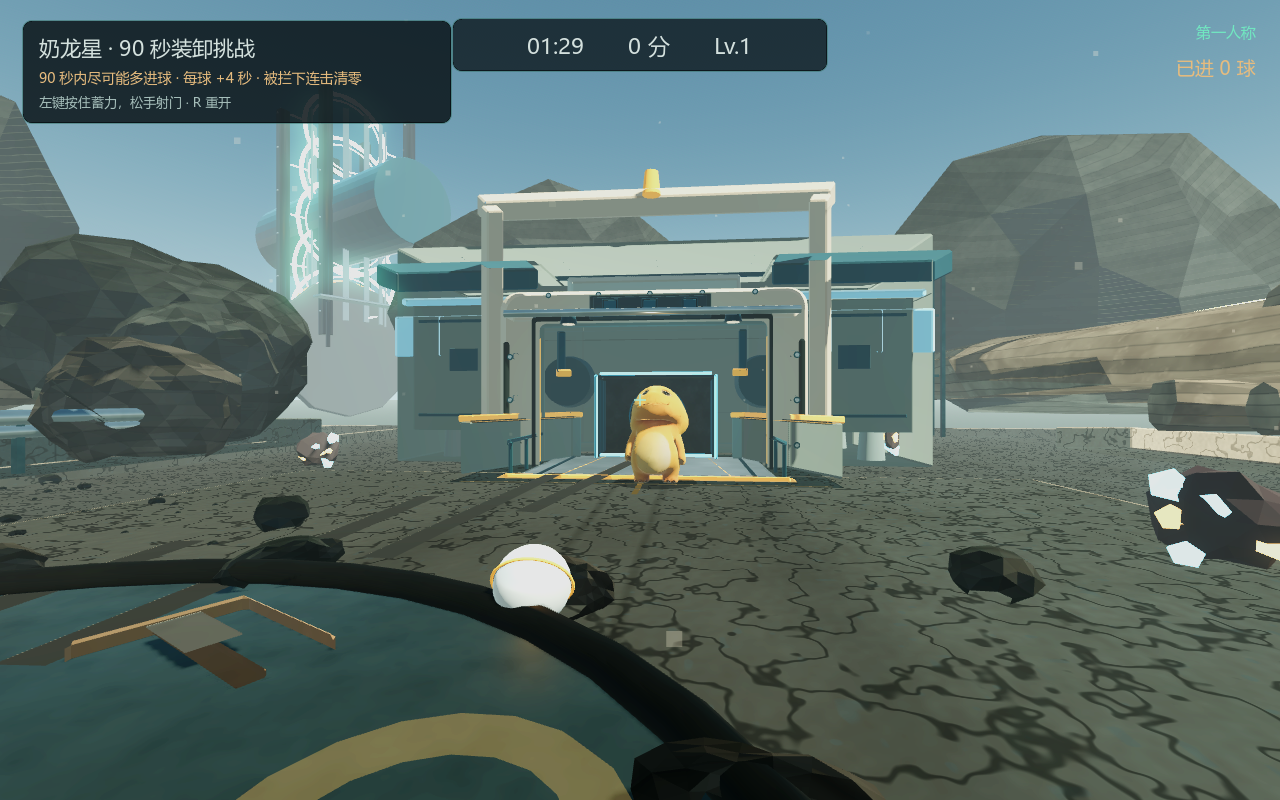 奶龙星 · 90 秒装卸挑战
90 秒内尽可能多进球 · 每球 +4 秒 · 被拦下连击清零
左键按住蓄力，松手射门 · R 重开
01:29 0 分 Lv.1
第一人称
已进 0 球